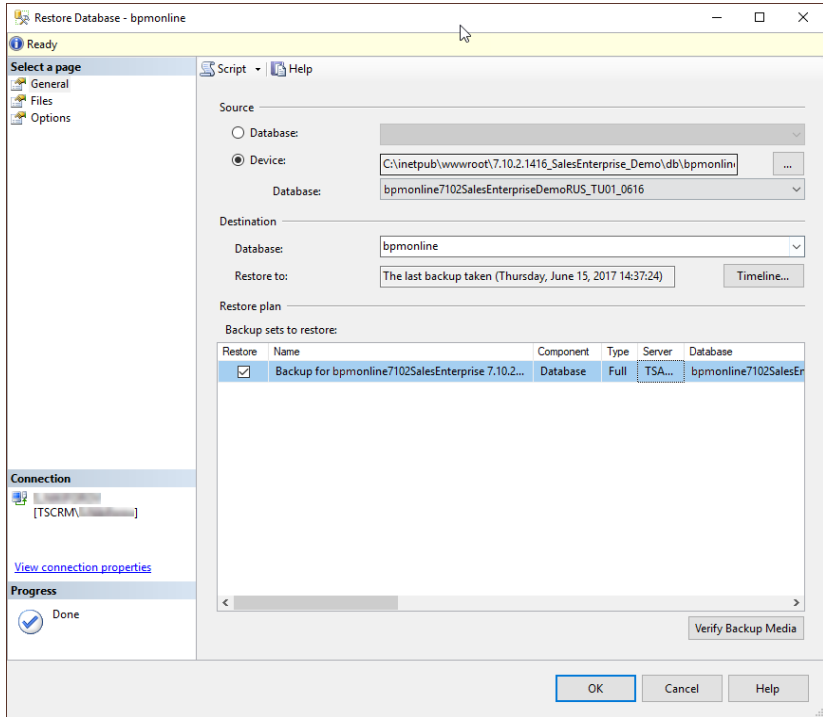 Restore Database - bpmonline
Ready
Select a page
General
Files
Options
Script
Help
Source
Database:
Device:
C:\inetpub\wwwroot\7.10.2.1416_SalesEnterprise_Demo\db\bpmonlin
...
Database:
bpmonline7102SalesEnterpriseDemoRUS_TU01_0616
Destination
Database:
bpmonline
Restore to:
The last backup taken (Thursday, June 15, 2017 14:37:24)
Timeline...
Restore plan
Backup sets to restore:
Restore Name Component Type Server Database
Backup for bpmonline7102SalesEnterprise 7.10.2... Database Full TSA... bpmonline7102SalesEr
Connection
[TSCRM\ ]
View connection properties
Progress
Done
Verify Backup Media
OK Cancel Help